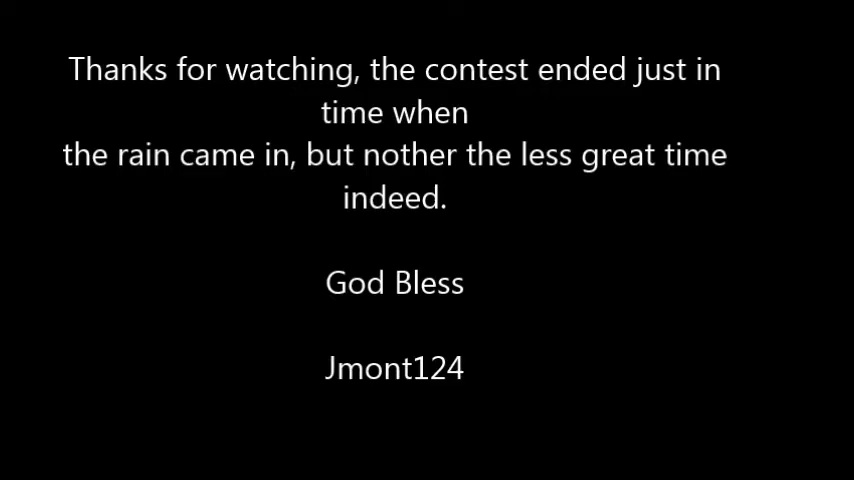 Thanks for watching, the contest ended just in
time when
the rain came in, but nother the less great time
indeed.
God Bless
Jmont124